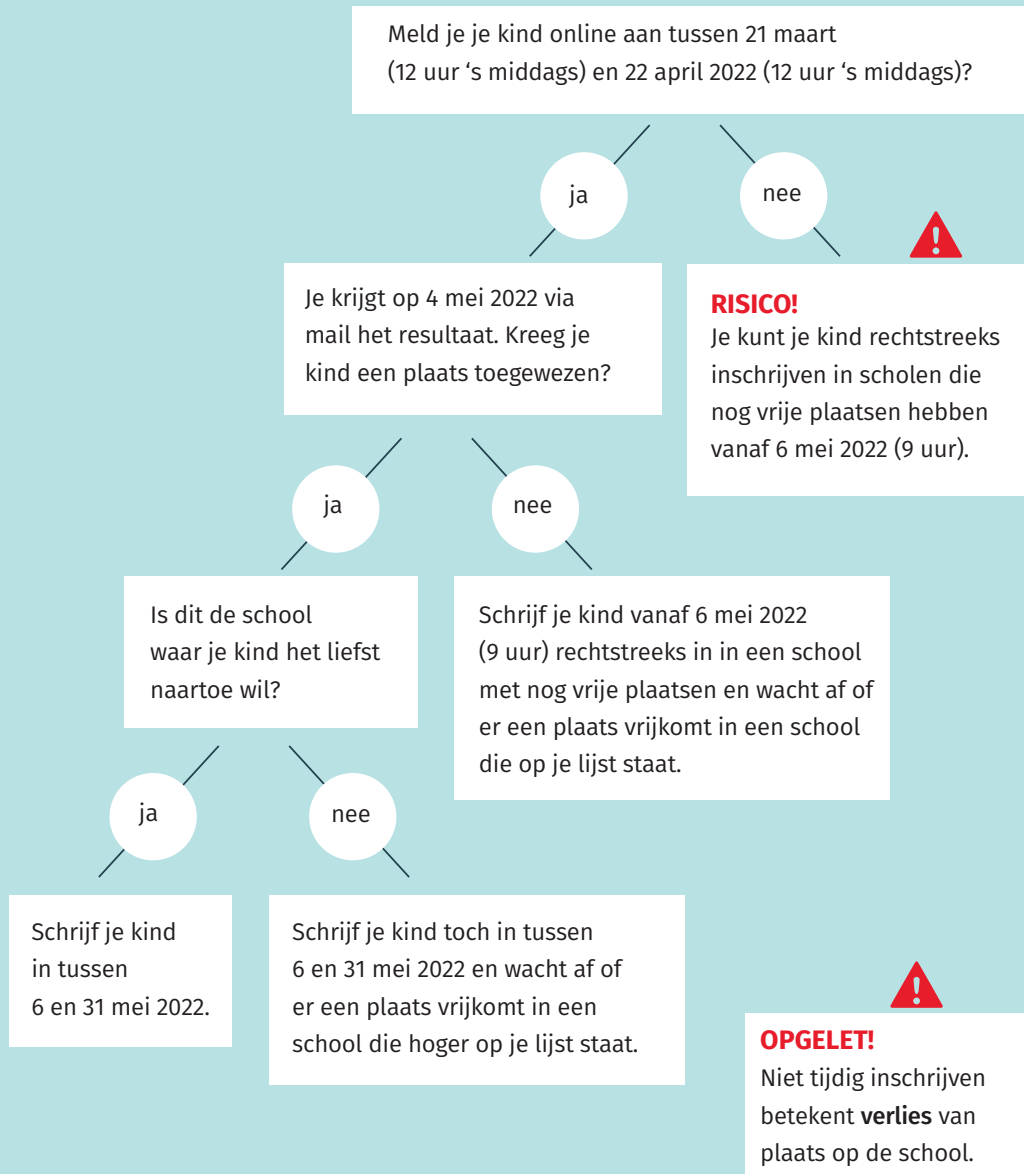 Meld je je kind online aan tussen 21 maart
(12 uur ‘s middags) en 22 april 2022 (12 uur ‘s middags)?
ja
nee
Je krijgt op 4 mei 2022 via
mail het resultaat. Kreeg je
kind een plaats toegewezen?
RISICO!
Je kunt je kind rechtstreeks
inschrijven in scholen die
nog vrije plaatsen hebben
vanaf 6 mei 2022 (9 uur).
ja
nee
Is dit de school
waar je kind het liefst
naartoe wil?
Schrijf je kind vanaf 6 mei 2022
(9 uur) rechtstreeks in in een school
met nog vrije plaatsen en wacht af of
er een plaats vrijkomt in een school
die op je lijst staat.
ja
nee
Schrijf je kind
in tussen
6 en 31 mei 2022.
Schrijf je kind toch in tussen
6 en 31 mei 2022 en wacht af of
er een plaats vrijkomt in een
school die hoger op je lijst staat.
OPGELET!
Niet tijdig inschrijven
betekent verlies van
plaats op de school.